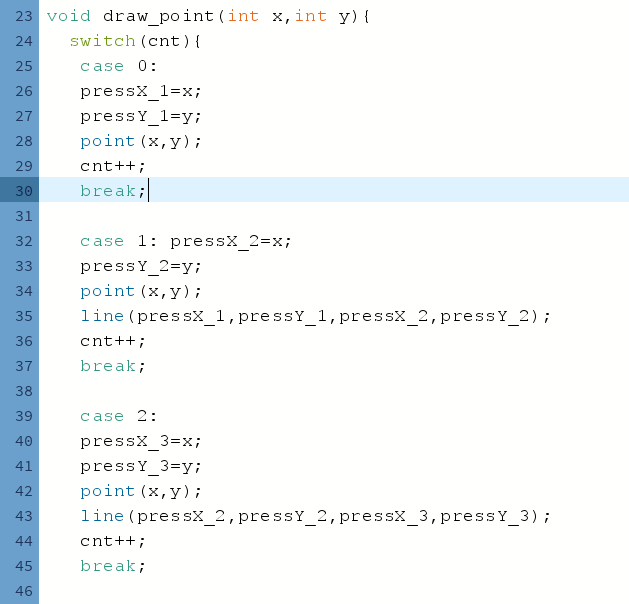 23 void draw_point(int x,int y){
24 switch(cnt){
25 case 0:
26 pressX_1=x;
27 pressY_1=y;
28 point(x,y);
29 cnt++;
30 break;
31
32 case 1: pressX_2=x;
33 pressY_2=y;
34 point(x,y);
35 line(pressX_1,pressY_1,pressX_2,pressY_2);
36 cnt++;
37 break;
38
39 case 2:
40 pressX_3=x;
41 pressY_3=y;
42 point(x,y);
43 line(pressX_2,pressY_2,pressX_3,pressY_3);
44 cnt++;
45 break;
46